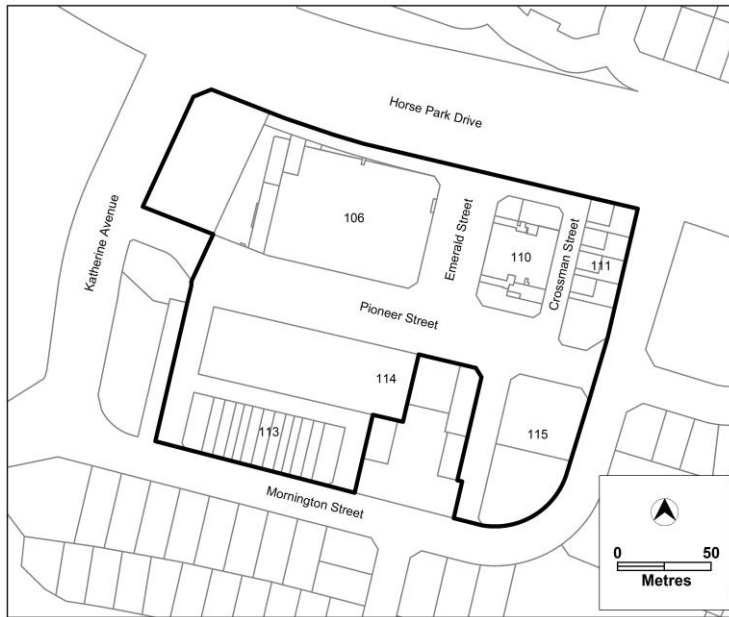 Horse Park Drive
Katherine Avenue
106
Emerald Street
110
Crossman Street
111
Pioneer Street
114
113
115
Mornington Street
0 50
Metres